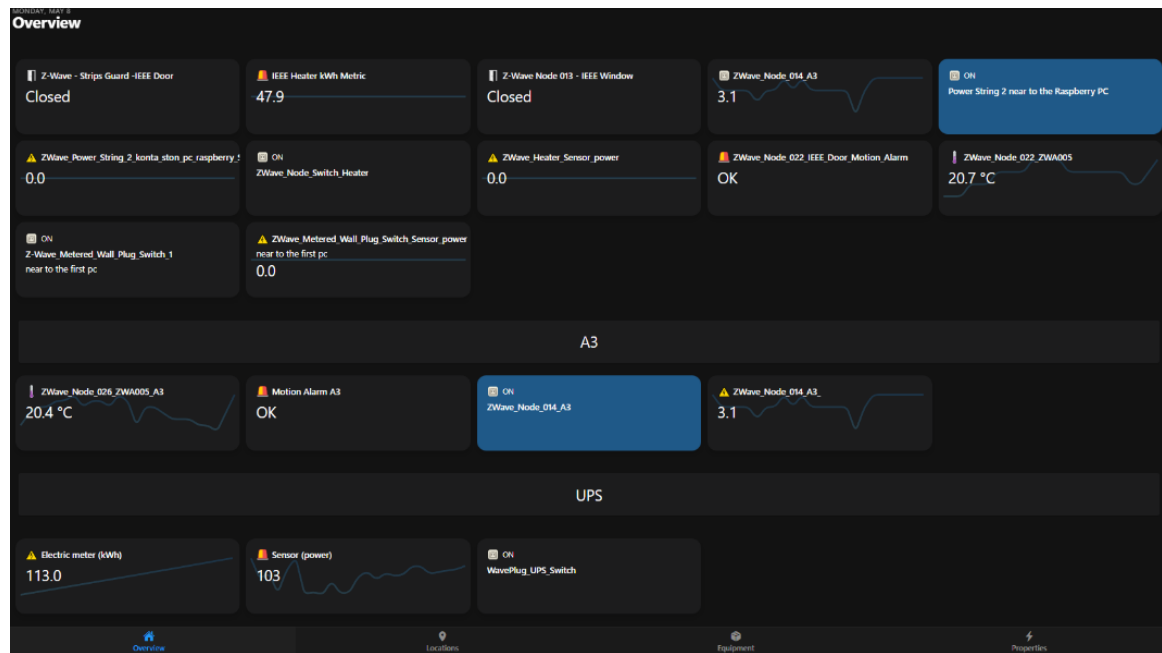 MONDAY, MAY 8
Overview
Z-Wave - Strips Guard -IEEE Door
Closed
IEEE Heater kWh Metric
47.9
Z-Wave Node 013 - IEEE Window
Closed
ZWave_Node_014_A3
3.1
ON
Power String 2 near to the Raspberry PC
ZWave_Power_String_2_konta_ston_pc_raspberry_S
0.0
ON
ZWave_Node_Switch_Heater
ZWave_Heater_Sensor_power
0.0
ZWave_Node_022_IEEE_Door_Motion_Alarm
OK
ZWave_Node_022_ZWA005
20.7 °C
ON
Z-Wave_Metered_Wall_Plug_Switch_1
near to the first pc
ZWave_Metered_Wall_Plug_Switch_Sensor_power
near to the first pc
0.0
A3
ZWave_Node_026_ZWA005_A3
20.4 °C
Motion Alarm A3
OK
ON
ZWave_Node_014_A3
ZWave_Node_014_A3_
3.1
UPS
Electric meter (kWh)
113.0
Sensor (power)
103
ON
WavePlug_UPS_Switch
Overview
Locations
Equipment
Properties